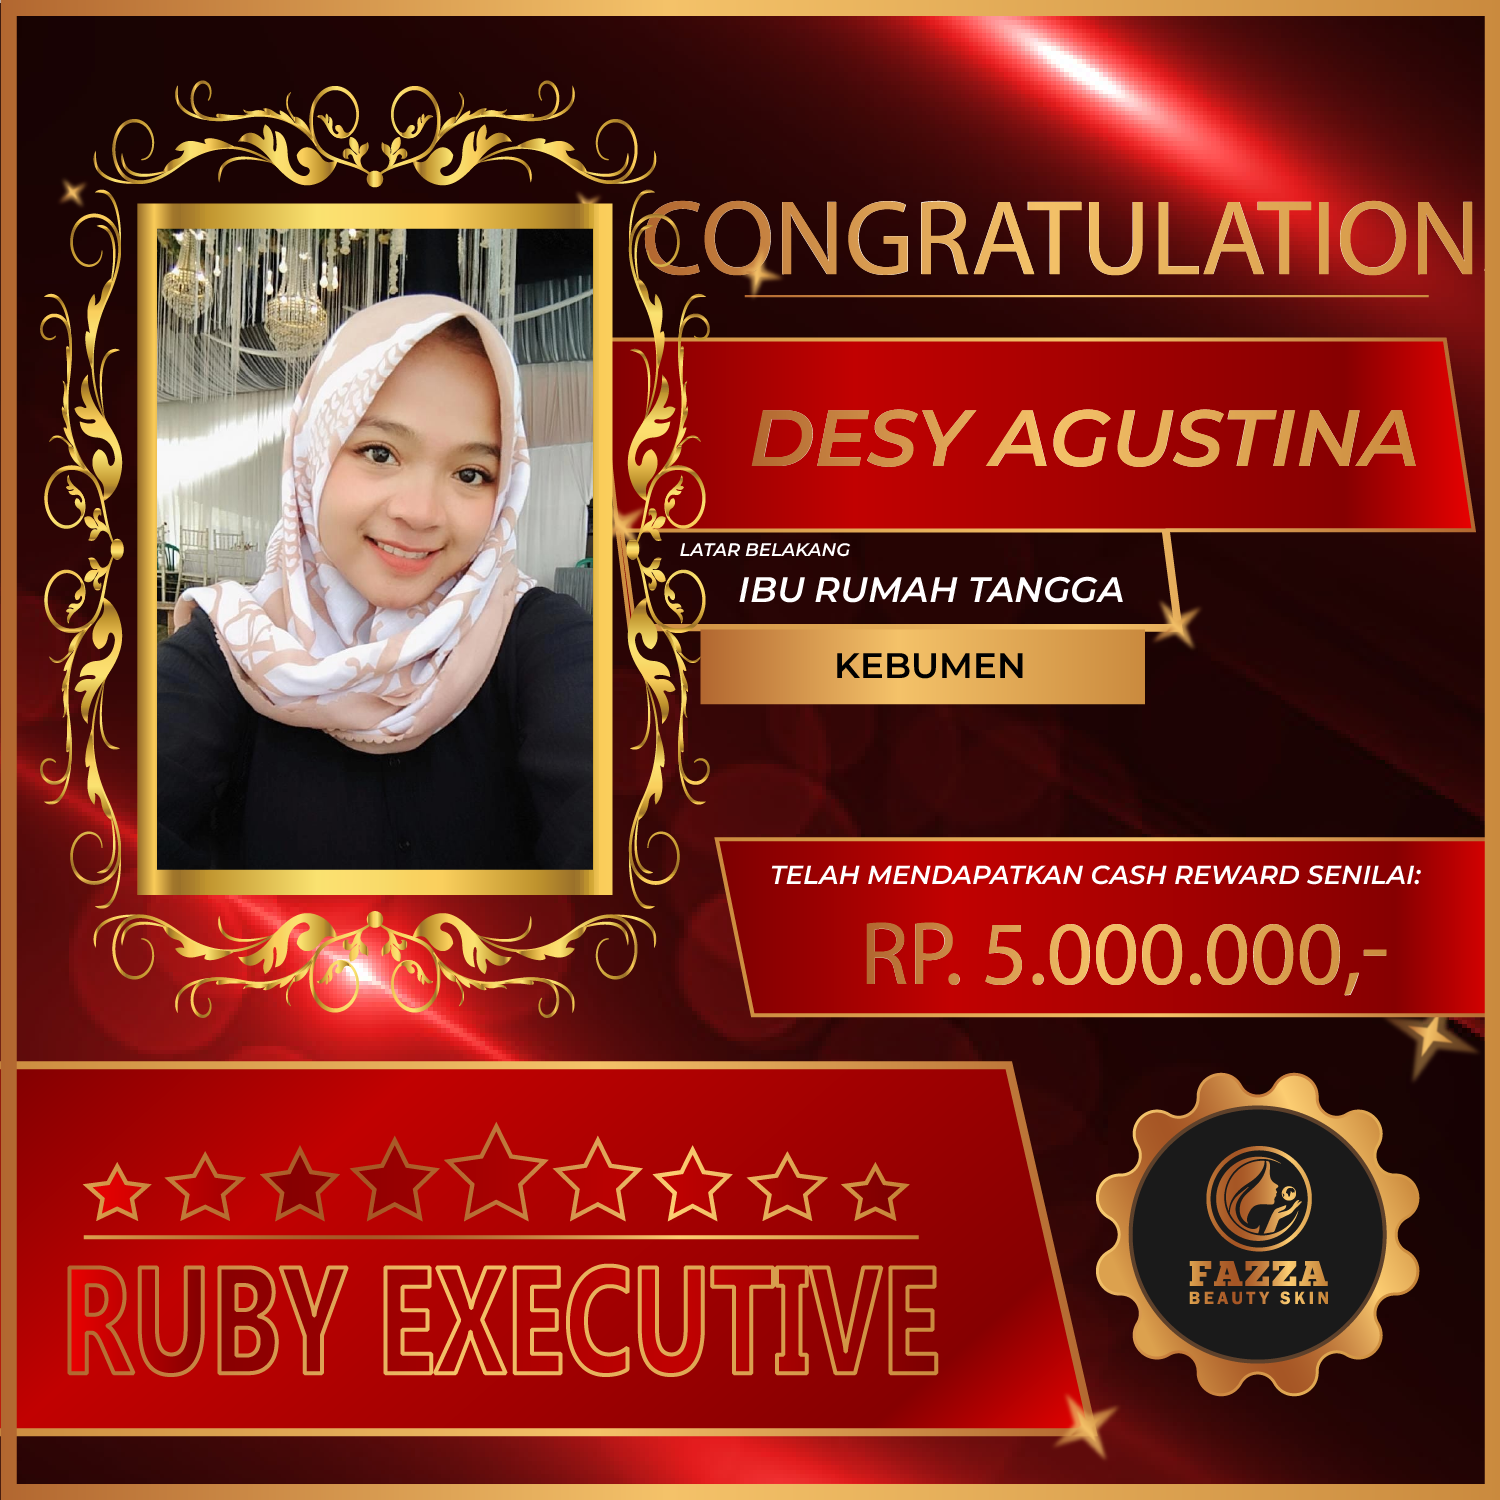 CONGRATULATION
DESY AGUSTINA
LATAR BELAKANG
IBU RUMAH TANGGA
KEBUMEN
TELAH MENDAPATKAN CASH REWARD SENILAI:
RP. 5.000.000,-
RUBY EXECUTIVE
FAZZA
BEAUTY SKIN